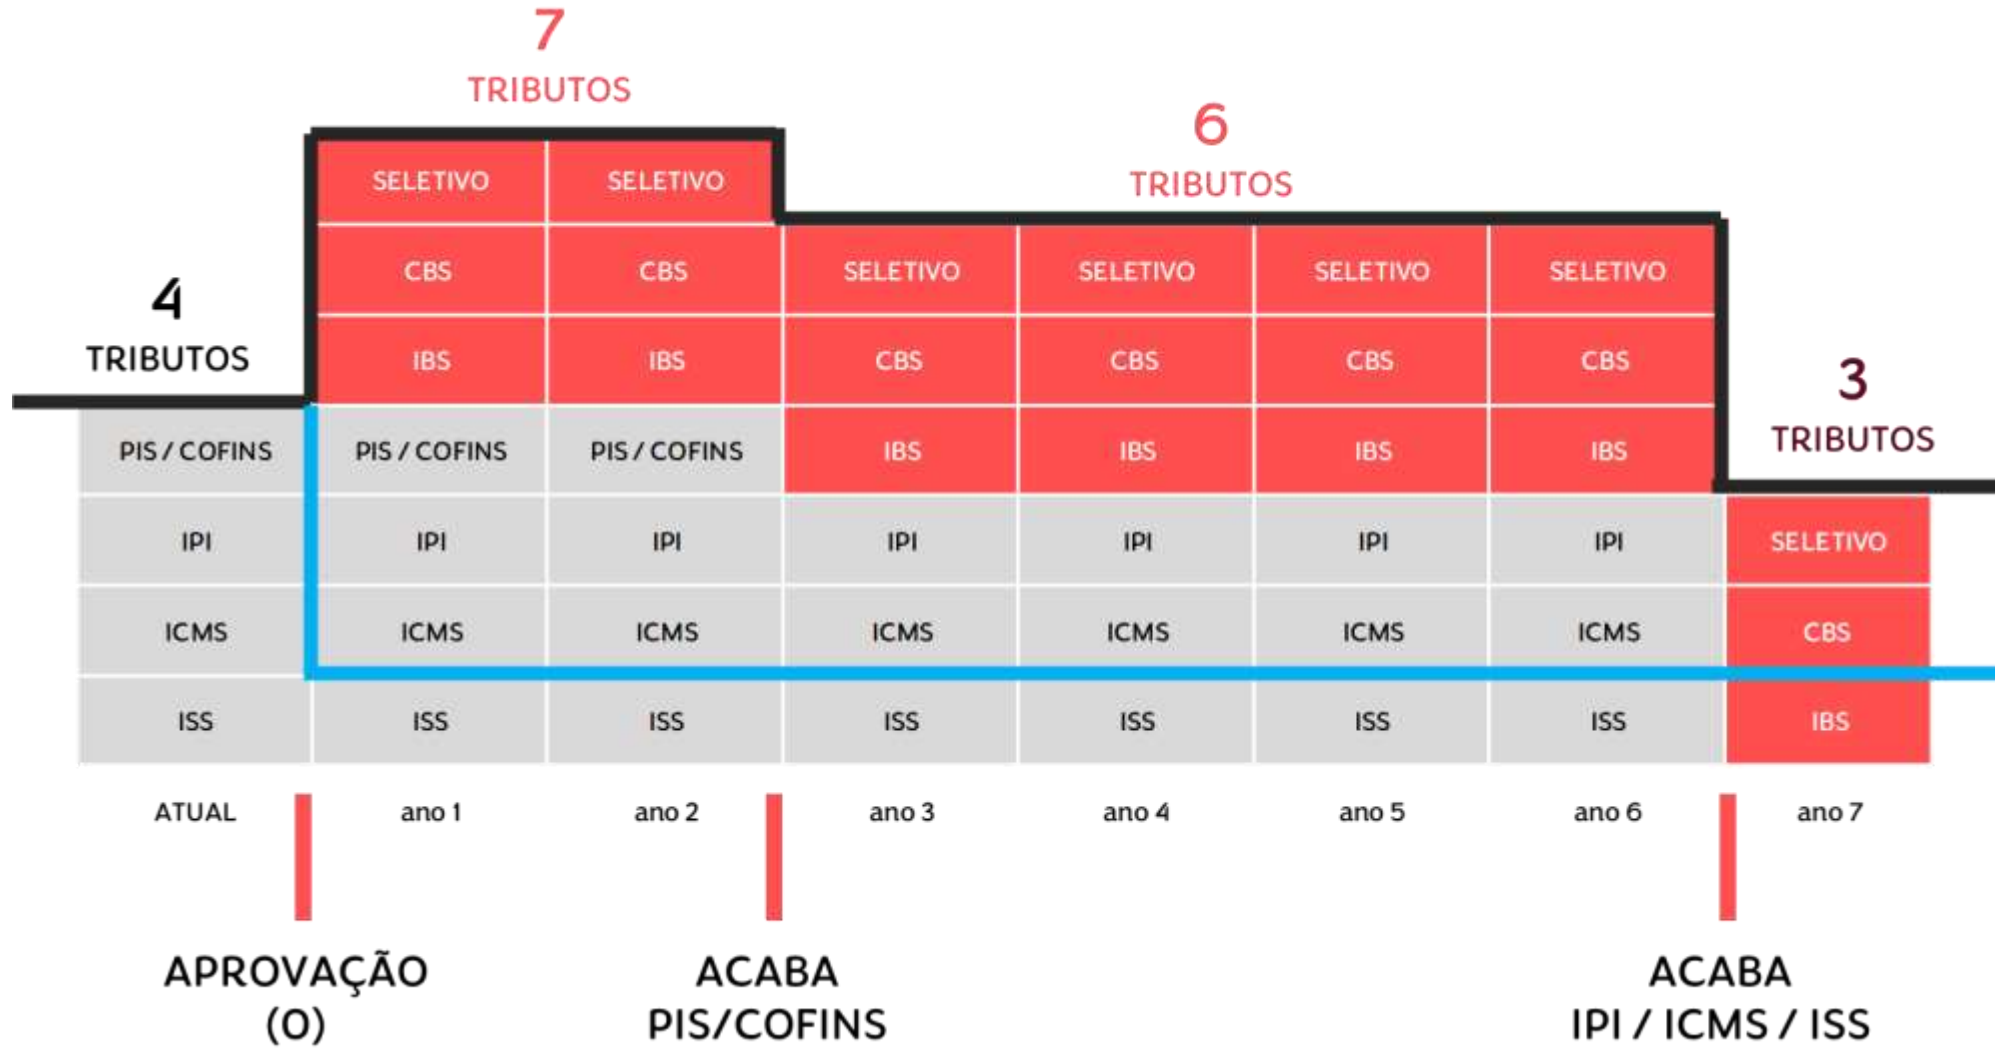 7
TRIBUTOS
6
TRIBUTOS
4
TRIBUTOS
3
TRIBUTOS
SELETIVO SELETIVO
CBS CBS SELETIVO SELETIVO SELETIVO SELETIVO
IBS IBS CBS CBS CBS CBS
PIS / COFINS PIS / COFINS PIS / COFINS IBS IBS IBS IBS
IPI IPI IPI IPI IPI IPI IPI SELETIVO
ICMS ICMS ICMS ICMS ICMS ICMS ICMS CBS
ISS ISS ISS ISS ISS ISS ISS IBS
ATUAL ano 1 ano 2 ano 3 ano 4 ano 5 ano 6 ano 7
APROVAÇÃO
(0)
ACABA
PIS/COFINS
ACABA
IPI / ICMS / ISS